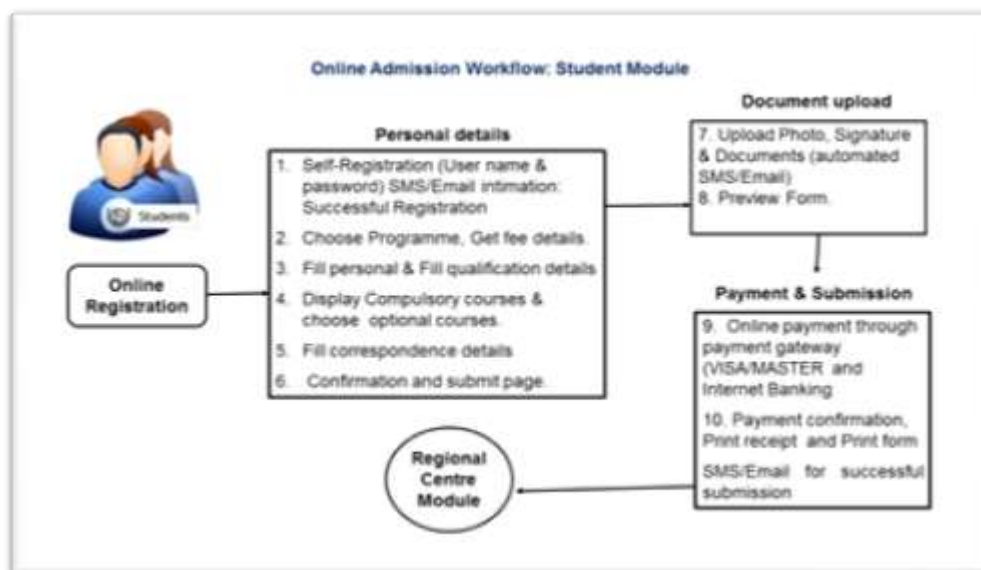 Online Admission Workflow: Student Module
Students
Online
Registration
Personal details
1. Self-Registration (User name &
password) SMS/Email intimation:
Successful Registration
2. Choose Programme, Get fee details.
3. Fill personal & Fill qualification details
4. Display Compulsory courses &
choose optional courses.
5. Fill correspondence details
6. Confirmation and submit page.
Document upload
7. Upload Photo, Signature
& Documents (automated
SMS/Email)
8. Preview Form.
Payment & Submission
9. Online payment through
payment gateway
(VISA/MASTER and
Internet Banking
10. Payment confirmation,
Print receipt and Print form
SMS/Email for successful
submission
Regional
Centre
Module